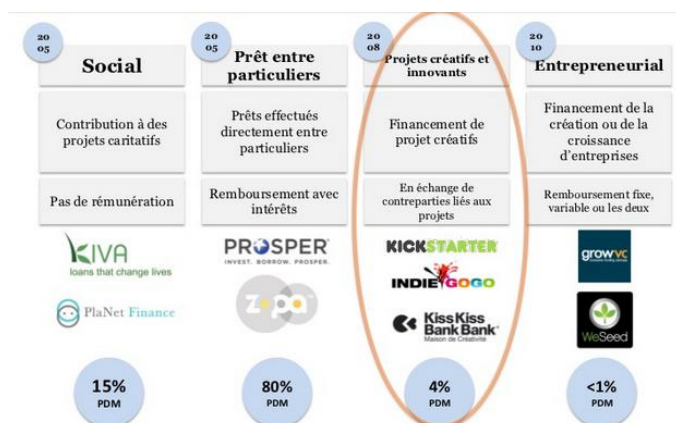 20
05
Social
Contribution à des
projets caritatifs
Pas de rémunération
KIVA
loans that change lives
PlaNet Finance
15%
PDM
20
05
Prêt entre
particuliers
Prêts effectués
directement entre
particuliers
Remboursement avec
intérêts
PROSPER
INVEST. BORROW. PROSPER.
zopa
80%
PDM
20
08
Projets créatifs et
innovants
Financement de
projet créatifs
En échange de
contreparties liés aux
projets
KICKSTARTER
INDIEGOGO
KissKiss
BankBank
Maison de Créativité
4%
PDM
20
10
Entrepreneurial
Financement de la
création ou de la
croissance
d'entreprises
Remboursement fixe,
variable ou les deux
growvc
WeSeed
<1%
PDM